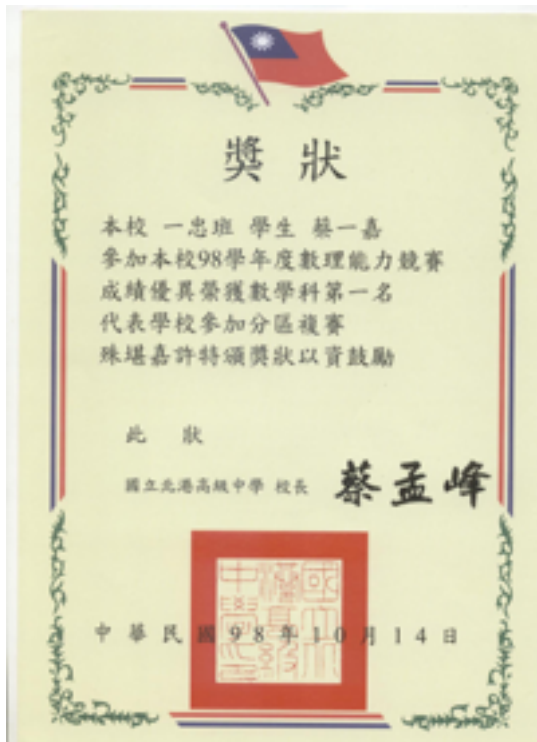 獎狀
本校 一忠班 學生 蔡一嘉
參加本校98學年度數理能力競賽
成績優異榮獲數學科第一名
代表學校參加分區複賽
殊堪嘉許特頒獎狀以資鼓勵
此 狀
國立北港高級中學 校長 蔡孟峰
中華民國98年10月14日